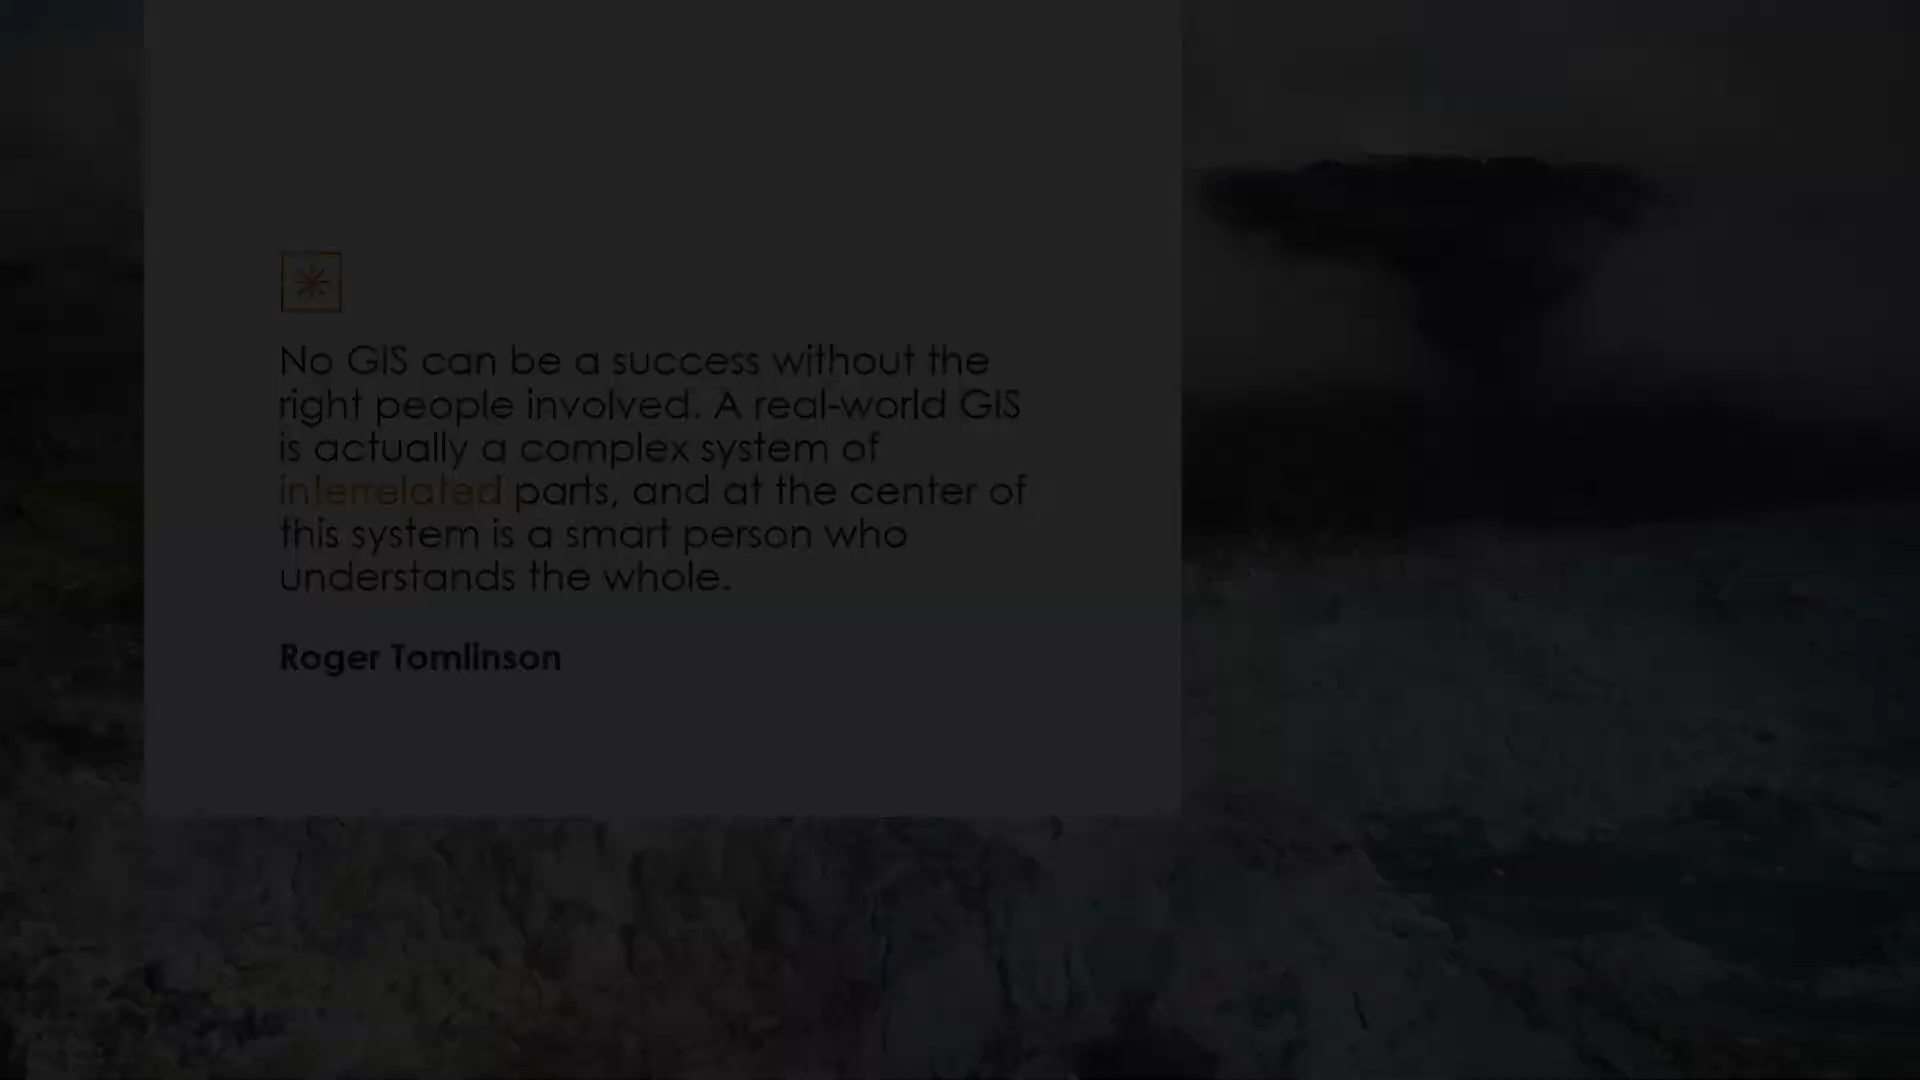 No GIS can be a success without the
right people involved. A real-world GIS
is actually a complex system of
interrelated parts, and at the center of
this system is a smart person who
understands the whole.
Roger Tomlinson